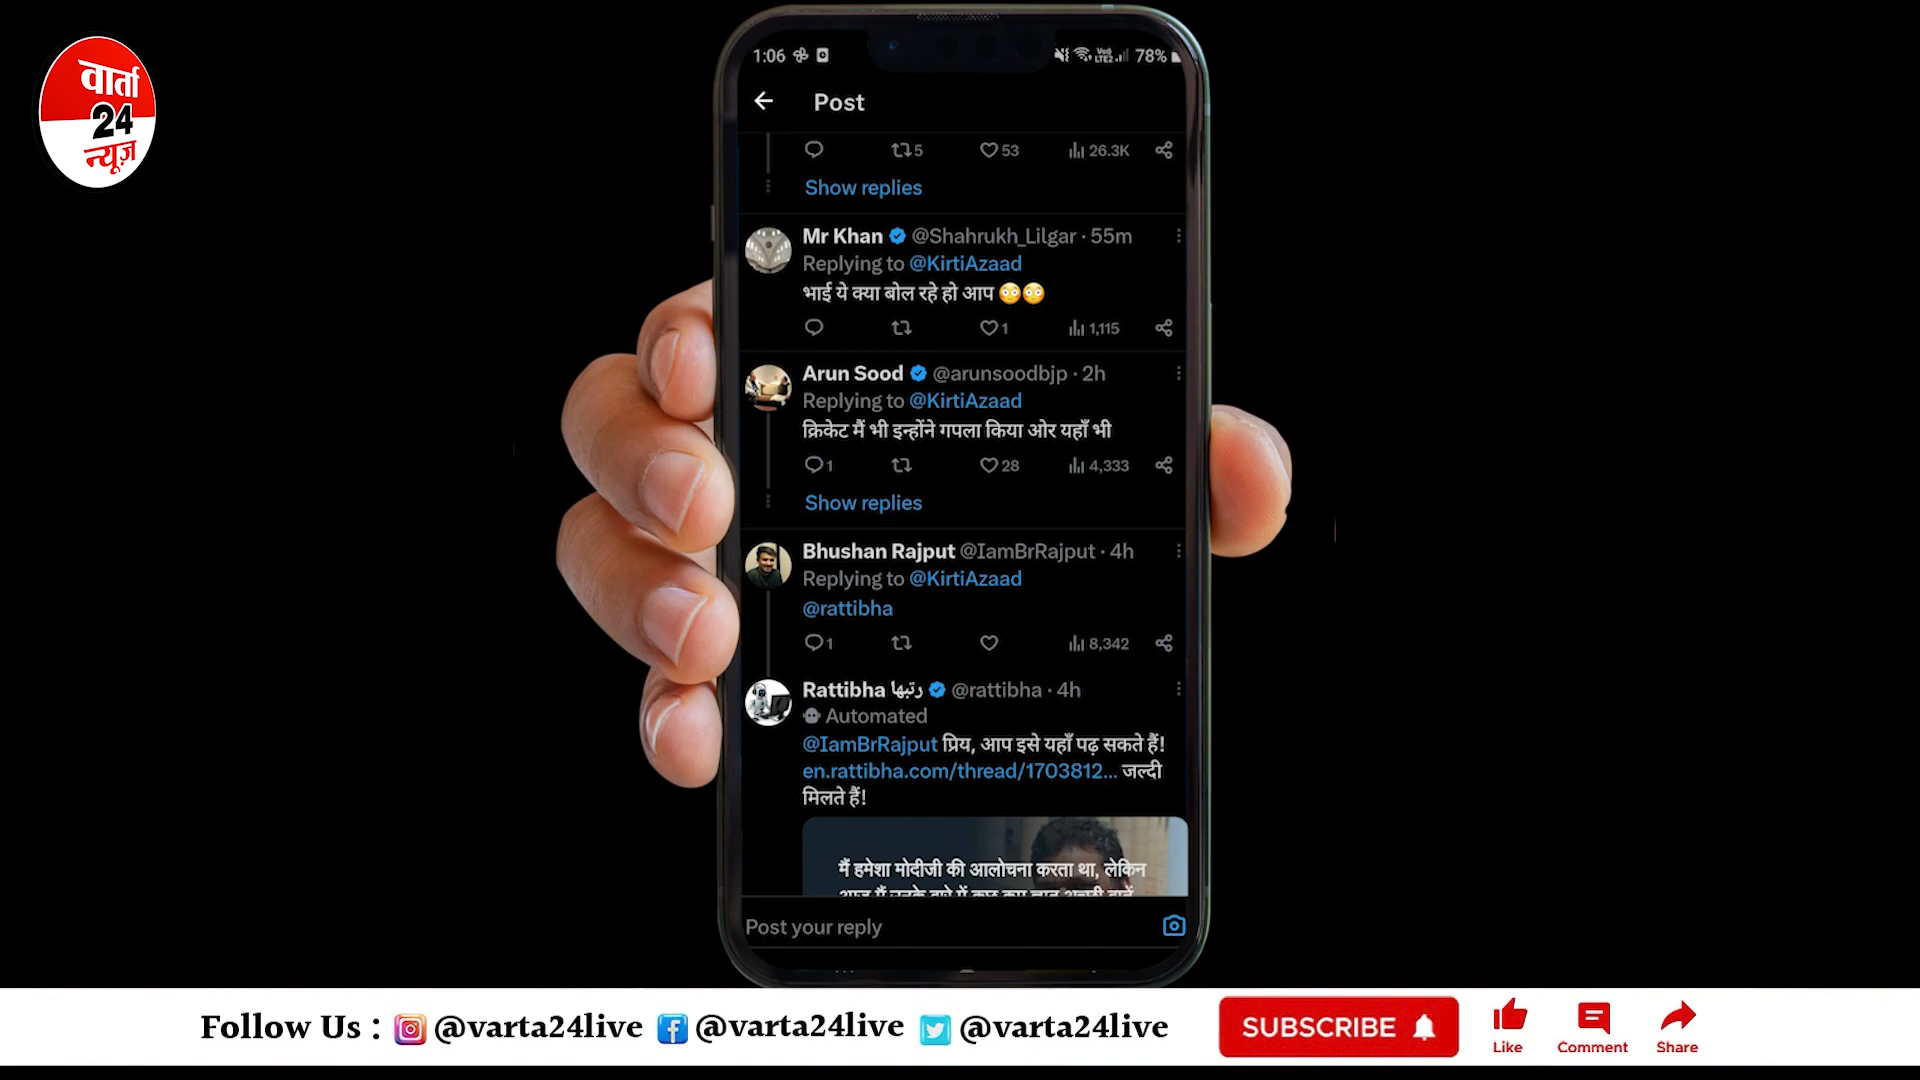 वार्ता
24
न्यूज़
1:06 78%
Post
5 53 26.3K
Show replies
Mr Khan @Shahrukh_Lilgar · 55m
Replying to @KirtiAzaad
भाई ये क्या बोल रहे हो आप 😳😳
1 1,115
Arun Sood @arunsoodbjp · 2h
Replying to @KirtiAzaad
क्रिकेट मैं भी इन्होंने गपला किया ओर यहाँ भी
1 28 4,333
Show replies
Bhushan Rajput @IamBrRajput · 4h
Replying to @KirtiAzaad
@rattibha
1 8,342
Rattibha رتبها @rattibha · 4h
Automated
@IamBrRajput प्रिय, आप इसे यहाँ पढ़ सकते हैं!
en.rattibha.com/thread/1703812... जल्दी
मिलते हैं!
मैं हमेशा मोदीजी की आलोचना करता था, लेकिन
Post your reply
Follow Us : @varta24live @varta24live @varta24live
SUBSCRIBE
Like Comment Share